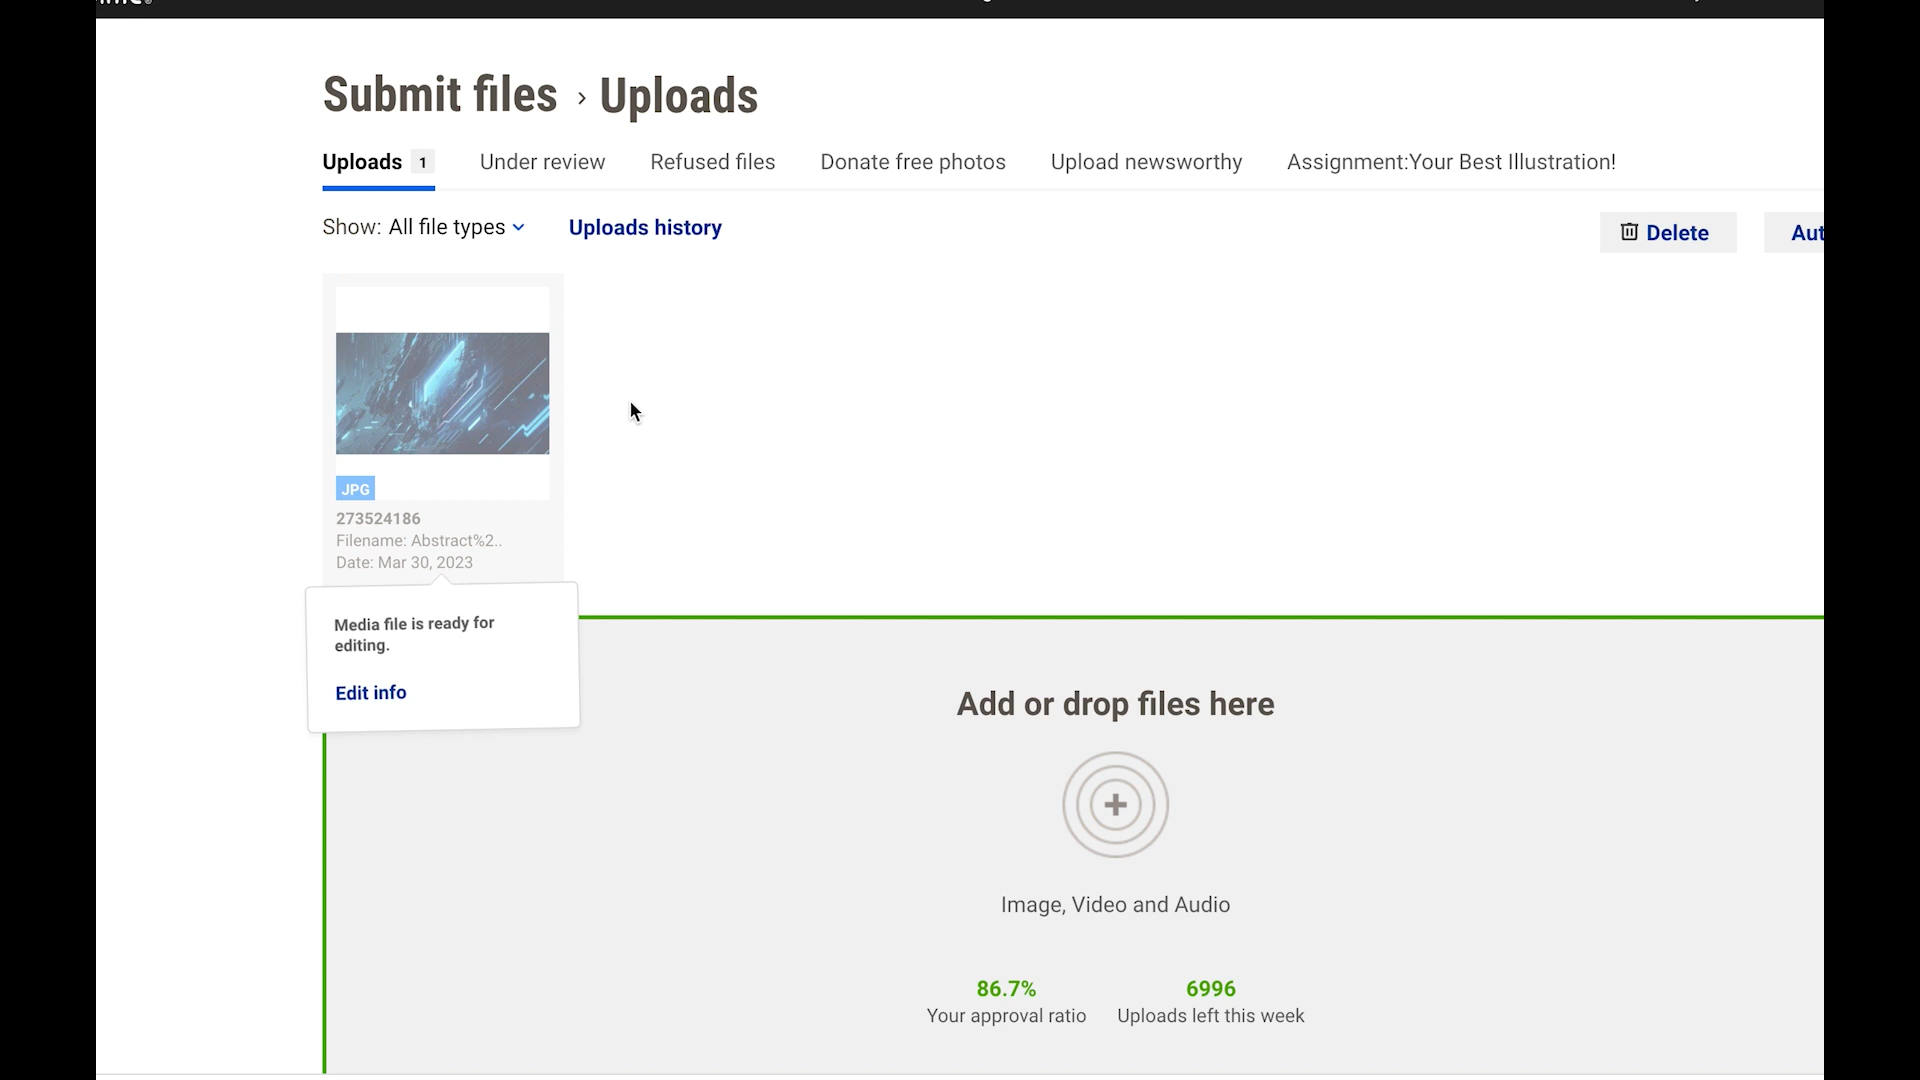 Submit files › Uploads
Uploads 1 Under review Refused files Donate free photos Upload newsworthy Assignment:Your Best Illustration!
Show: All file types Uploads history Delete
JPG
273524186
Filename: Abstract%2..
Date: Mar 30, 2023
Media file is ready for
editing.
Edit info
Add or drop files here
Image, Video and Audio
86.7% 6996
Your approval ratio Uploads left this week